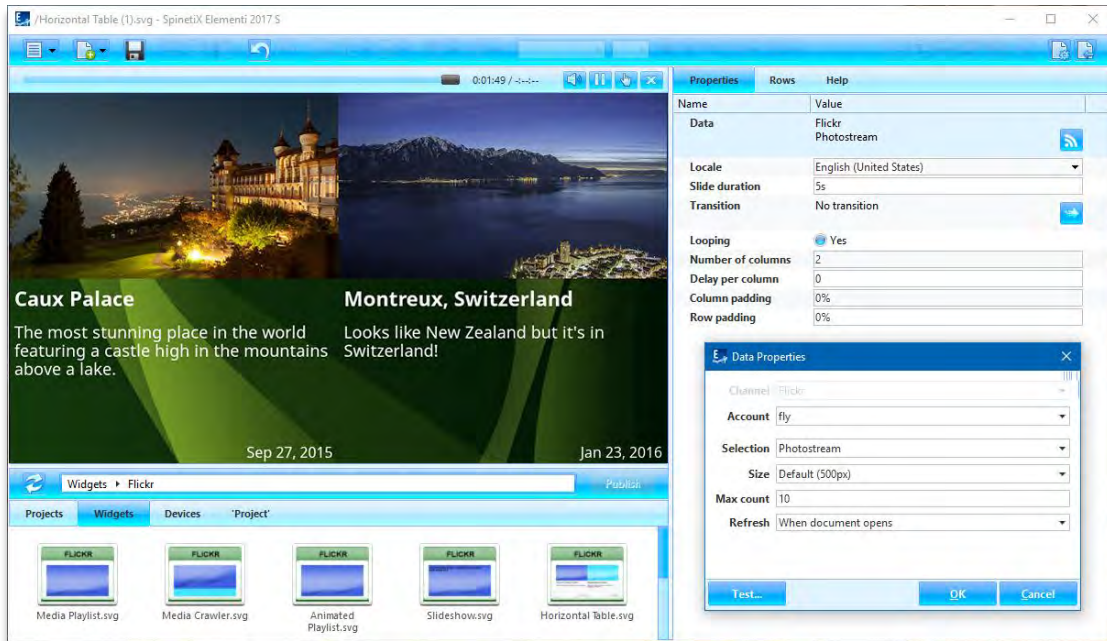 /Horizontal Table (1).svg - SpinetiX Elementi 2017 S
0:01:49 / -:--:--
Caux Palace
The most stunning place in the world
featuring a castle high in the mountains
above a lake.
Sep 27, 2015
Montreux, Switzerland
Looks like New Zealand but it's in
Switzerland!
Jan 23, 2016
Widgets Flickr
Publish
Projects Widgets Devices 'Project'
FLICKR
Media Playlist.svg
FLICKR
Media Crawler.svg
FLICKR
Animated
Playlist.svg
FLICKR
Slideshow.svg
FLICKR
Horizontal Table.svg
Properties Rows Help
Name Value
Data Flickr
Photostream
Locale English (United States)
Slide duration 5s
Transition No transition
Looping Yes
Number of columns 2
Delay per column 0
Column padding 0%
Row padding 0%
Data Properties
Channel Flickr
Account fly
Selection Photostream
Size Default (500px)
Max count 10
Refresh When document opens
Test... OK Cancel